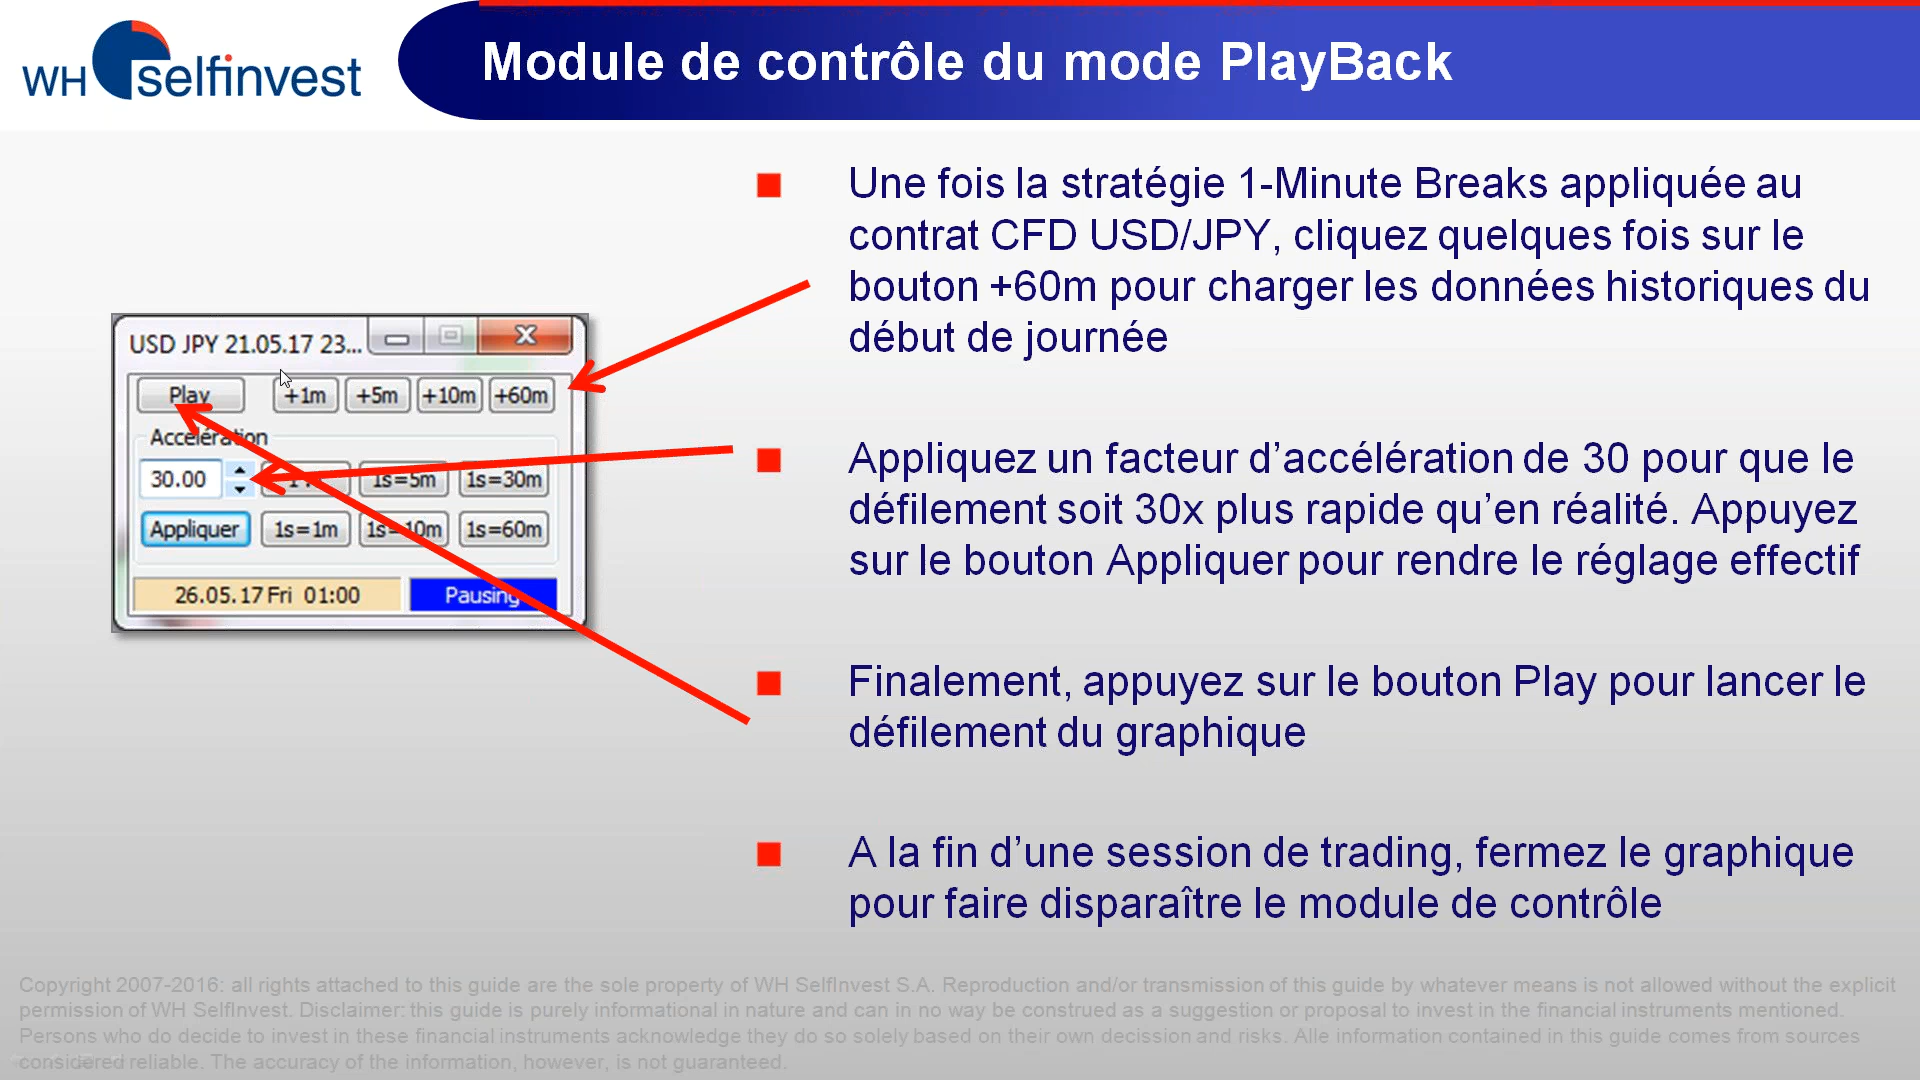 WH selfinvest
Module de contrôle du mode PlayBack
Une fois la stratégie 1-Minute Breaks appliquée au
contrat CFD USD/JPY, cliquez quelques fois sur le
bouton +60m pour charger les données historiques du
début de journée
USD JPY 21.05.17 23...
Play +1m +5m +10m +60m
Accélération
30.00 1s=5m 1s=30m
Appliquer 1s=1m 1s=10m 1s=60m
26.05.17 Fri 01:00 Pausing
Appliquez un facteur d’accélération de 30 pour que le
défilement soit 30x plus rapide qu’en réalité. Appuyez
sur le bouton Appliquer pour rendre le réglage effectif
Finalement, appuyez sur le bouton Play pour lancer le
défilement du graphique
A la fin d’une session de trading, fermez le graphique
pour faire disparaître le module de contrôle
Copyright 2007-2016: all rights attached to this guide are the sole property of WH SelfInvest S.A. Reproduction and/or transmission of this guide by whatever means is not allowed without the explicit
permission of WH SelfInvest. Disclaimer: this guide is purely informational in nature and can in no way be construed as a suggestion or proposal to invest in the financial instruments mentioned.
Persons who do decide to invest in these financial instruments acknowledge they do so solely based on their own decission and risks. Alle information contained in this guide comes from sources
considered reliable. The accuracy of the information, however, is not guaranteed.